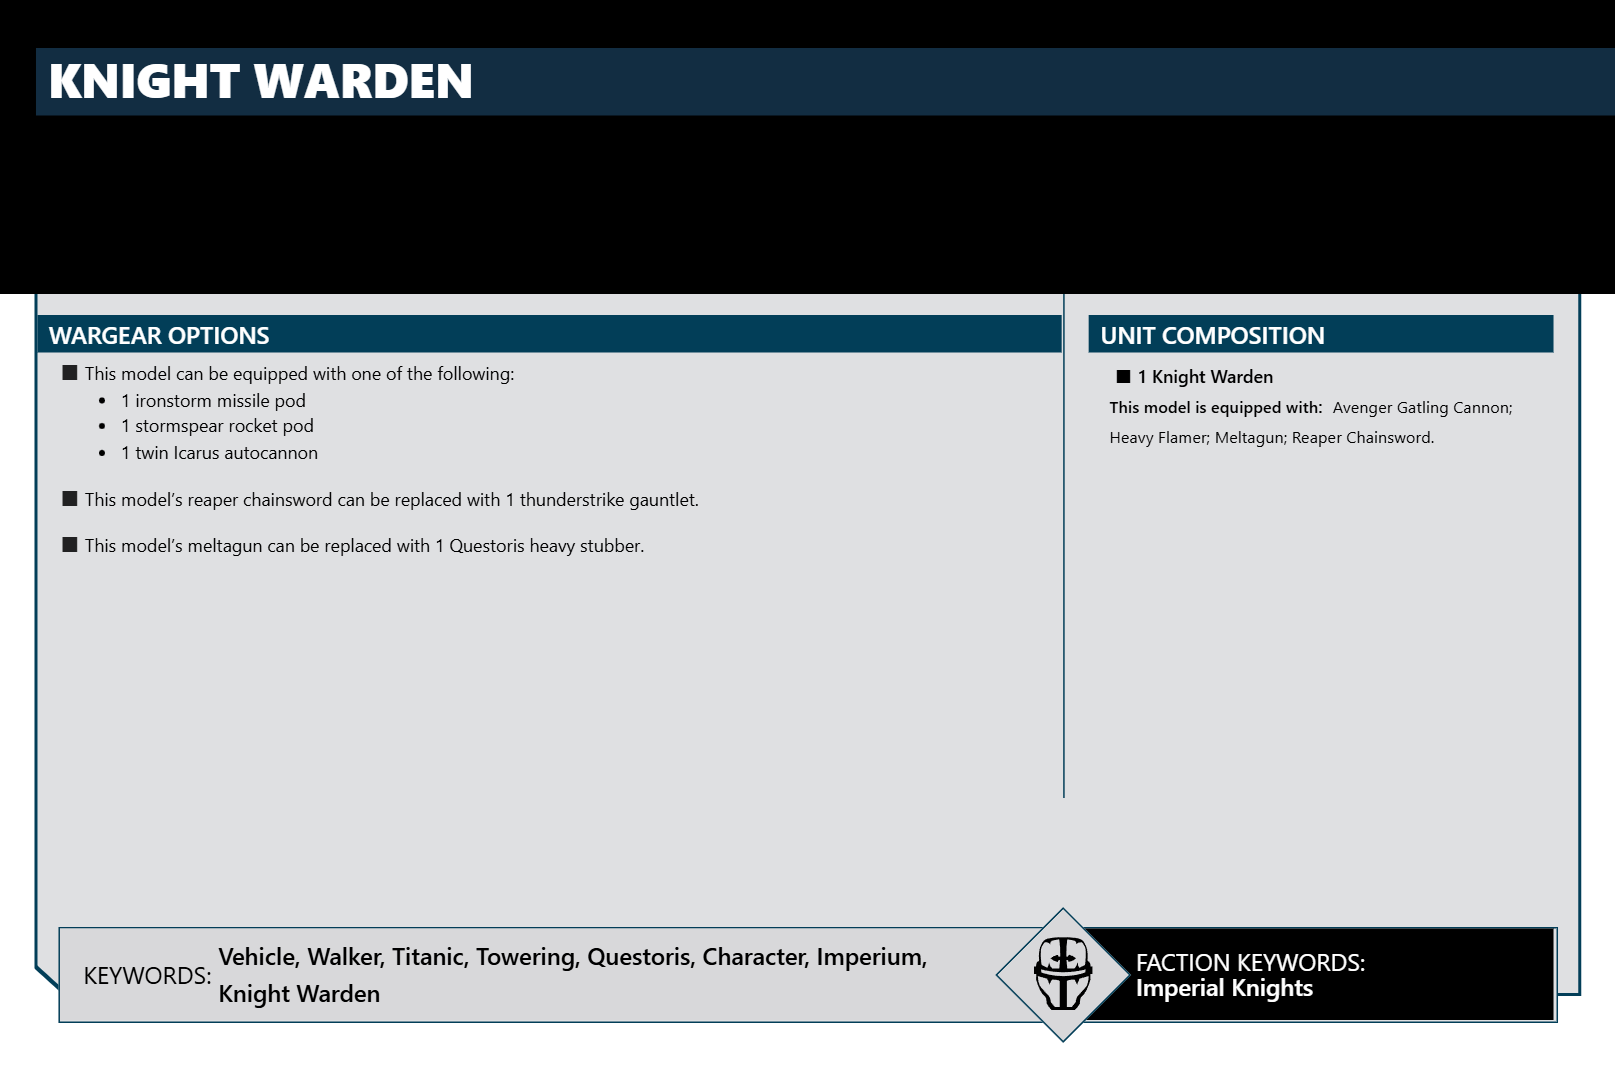 KNIGHT WARDEN
WARGEAR OPTIONS
This model can be equipped with one of the following:
• 1 ironstorm missile pod
• 1 stormspear rocket pod
• 1 twin Icarus autocannon
This model’s reaper chainsword can be replaced with 1 thunderstrike gauntlet.
This model’s meltagun can be replaced with 1 Questoris heavy stubber.
UNIT COMPOSITION
1 Knight Warden
This model is equipped with: Avenger Gatling Cannon;
Heavy Flamer; Meltagun; Reaper Chainsword.
KEYWORDS:
Vehicle, Walker, Titanic, Towering, Questoris, Character, Imperium,
Knight Warden
FACTION KEYWORDS:
Imperial Knights